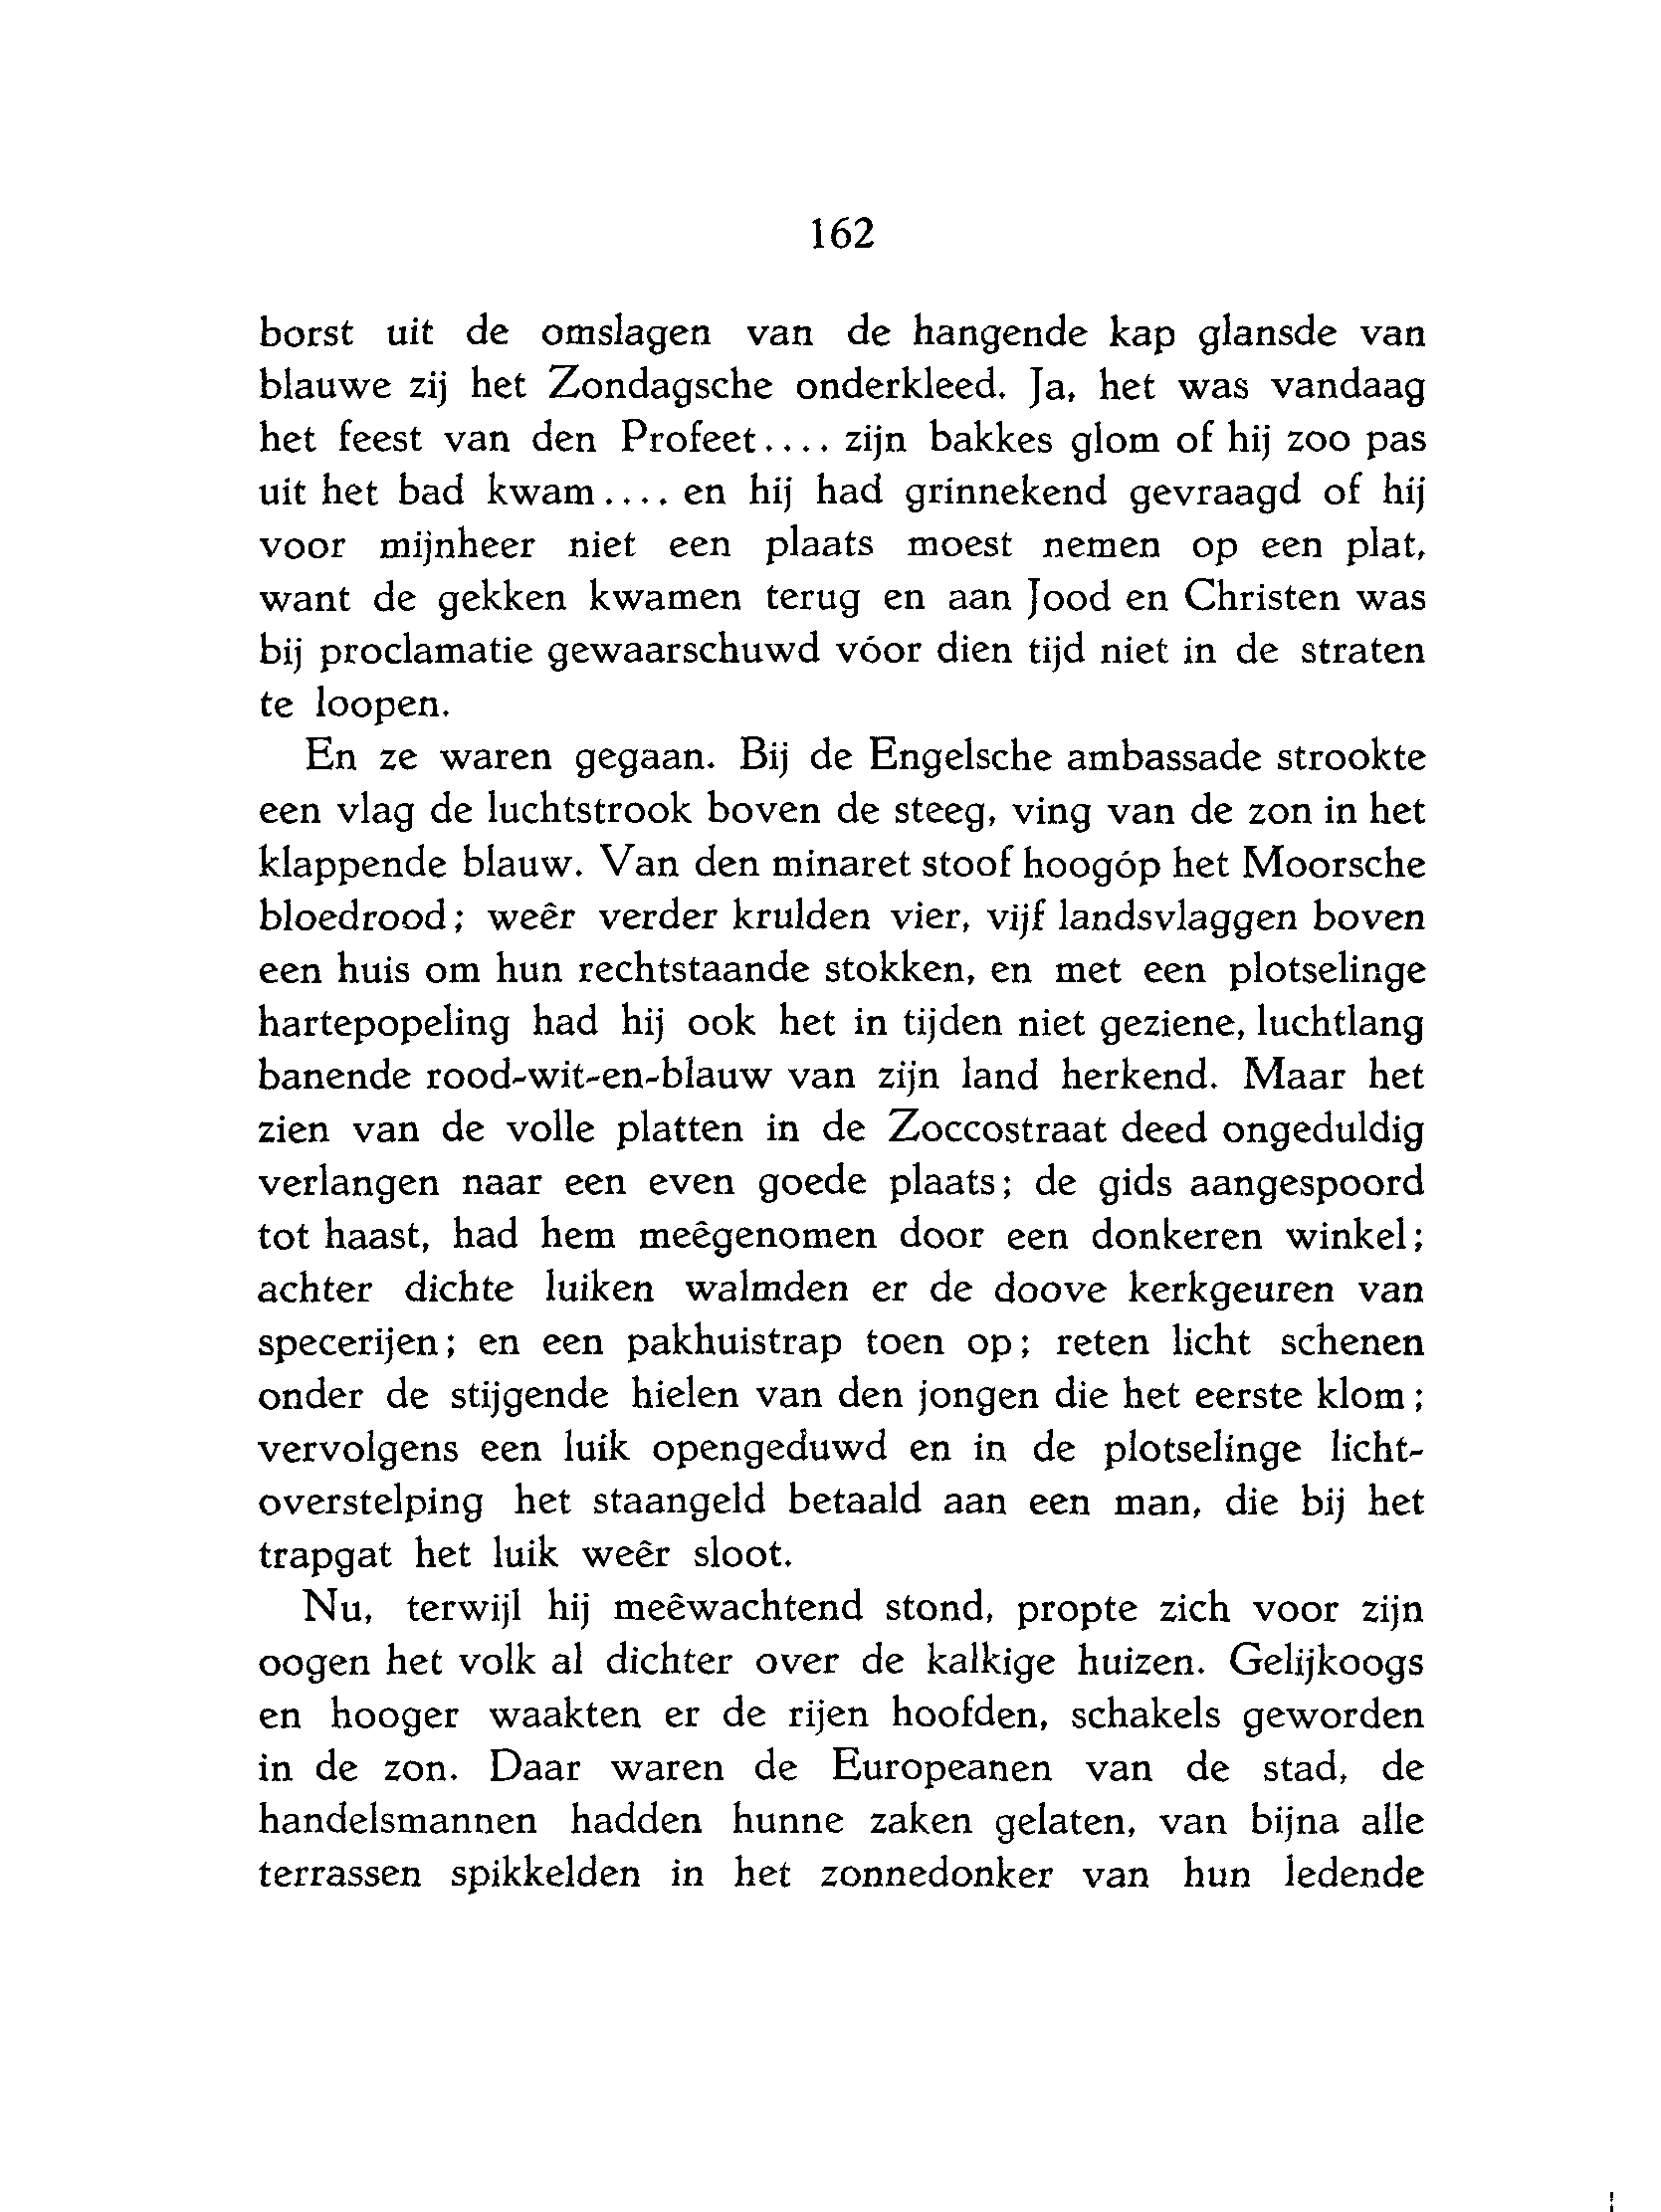 162
borst uit de omslagen van de hangende kap glansde van
blauwe zij het Zondagsche onderkleed. Ja, het was vandaag
het feest van den Profeet.... zijn bakkes glom of hij zoo pas
uit het bad kwam.... en hij had grinnekend gevraagd of hij
voor mijnheer niet een plaats moest nemen op een plat,
want de gekken kwamen terug en aan Jood en Christen was
bij proclamatie gewaarschuwd vóor dien tijd niet in de straten
te loopen.
En ze waren gegaan. Bij de Engelsche ambassade strookte
een vlag de luchtstrook boven de steeg, ving van de zon in het
klappende blauw. Van den minaret stoof hoogóp het Moorsche
bloedrood; weêr verder krulden vier, vijf landsvlaggen boven
een huis om hun rechtstaande stokken, en met een plotselinge
hartepopeling had hij ook het in tijden niet geziene, luchtlang
banende rood-wit-en-blauw van zijn land herkend. Maar het
zien van de volle platten in de Zoccostraat deed ongeduldig
verlangen naar een even goede plaats; de gids aangespoord
tot haast, had hem meêgenomen door een donkeren winkel;
achter dichte luiken walmden er de doove kerkgeuren van
specerijen; en een pakhuistrap toen op; reten licht schenen
onder de stijgende hielen van den jongen die het eerste klom;
vervolgens een luik opengeduwd en in de plotselinge licht-
overstelping het staangeld betaald aan een man, die bij het
trapgat het luik weêr sloot.
Nu, terwijl hij meêwachtend stond, propte zich voor zijn
oogen het volk al dichter over de kalkige huizen. Gelijkoogs
en hooger waakten er de rijen hoofden, schakels geworden
in de zon. Daar waren de Europeanen van de stad, de
handelsmannen hadden hunne zaken gelaten, van bijna alle
terrassen spikkelden in het zonnedonker van hun ledende